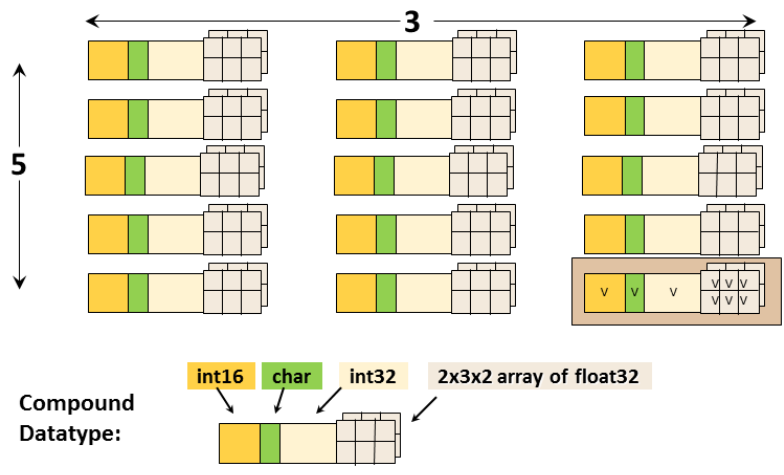 3
5
V V V V V V
V V V
int16 char int32 2x3x2 array of float32
Compound
Datatype: